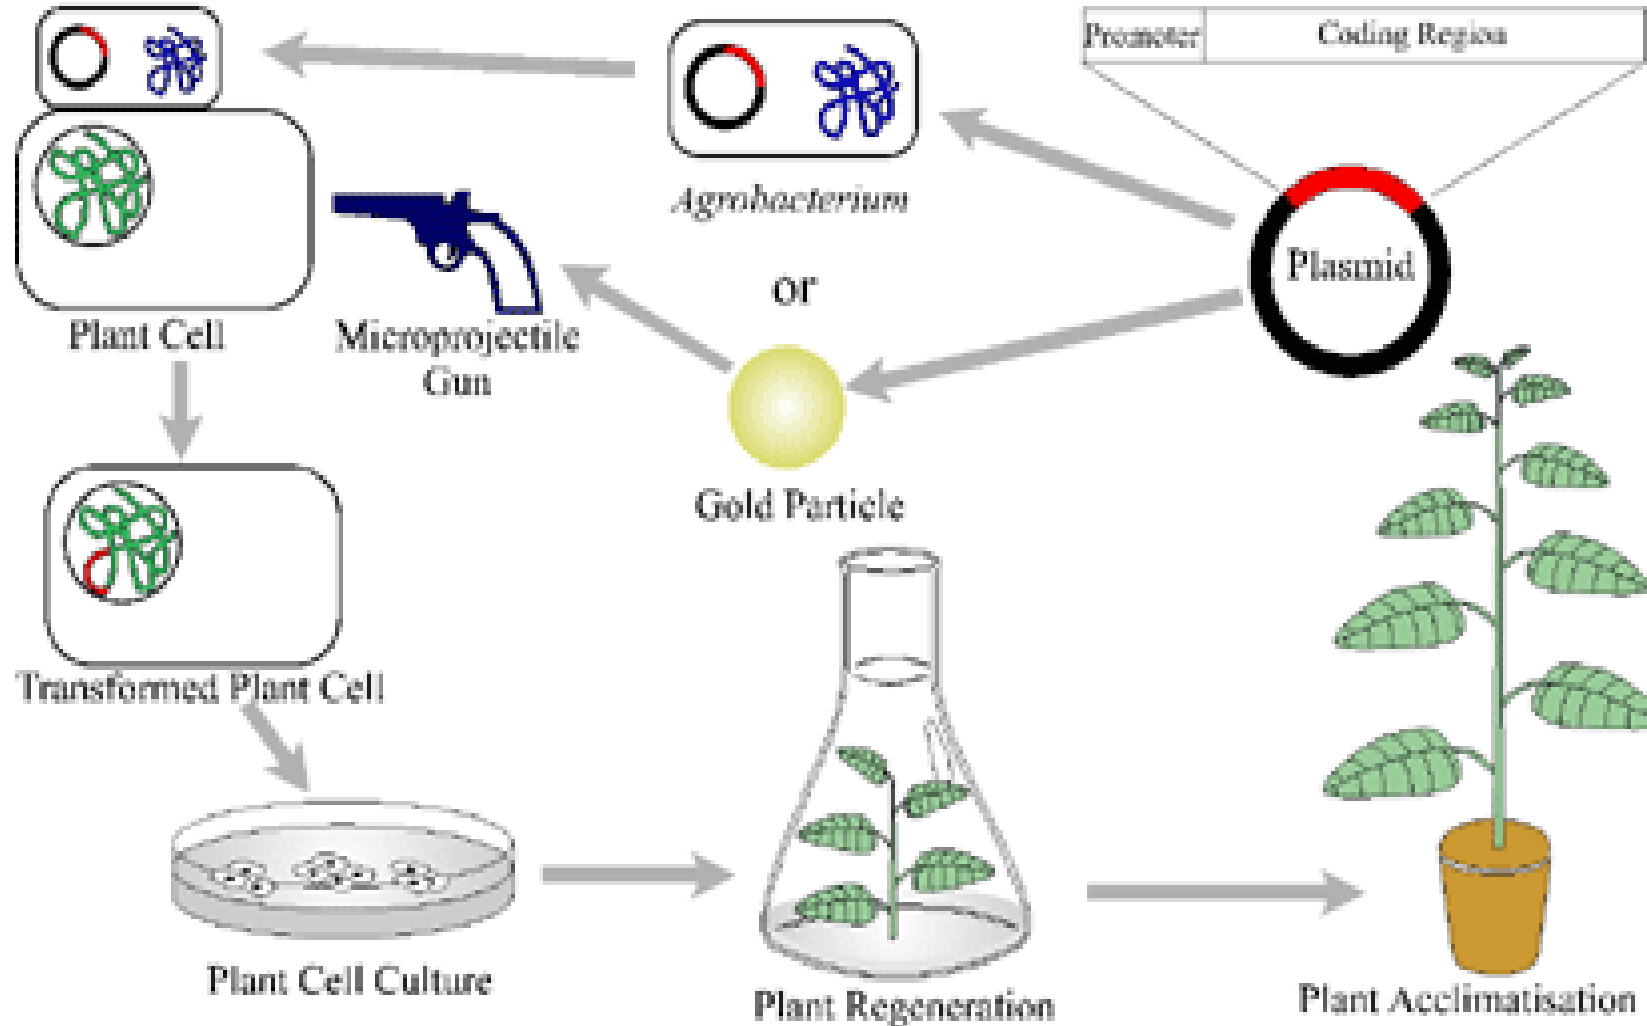 Promoter
Coding Region
Plasmid
Agrobacterium
or
Plant Cell
Microprojectile
Gun
Gold Particle
Transformed Plant Cell
Plant Cell Culture
Plant Regeneration
Plant Acclimatisation